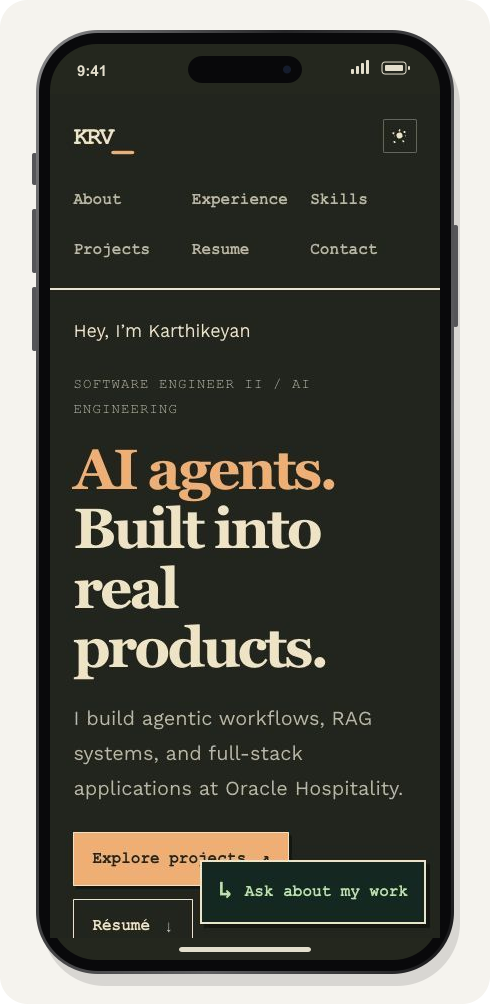 9:41
KRV_
About Experience Skills
Projects Resume Contact
Hey, I’m Karthikeyan
SOFTWARE ENGINEER II / AI
ENGINEERING
AI agents.
Built into
real
products.
I build agentic workflows, RAG
systems, and full-stack
applications at Oracle Hospitality.
Explore projects ↗
↳ Ask about my work
Résumé ↓